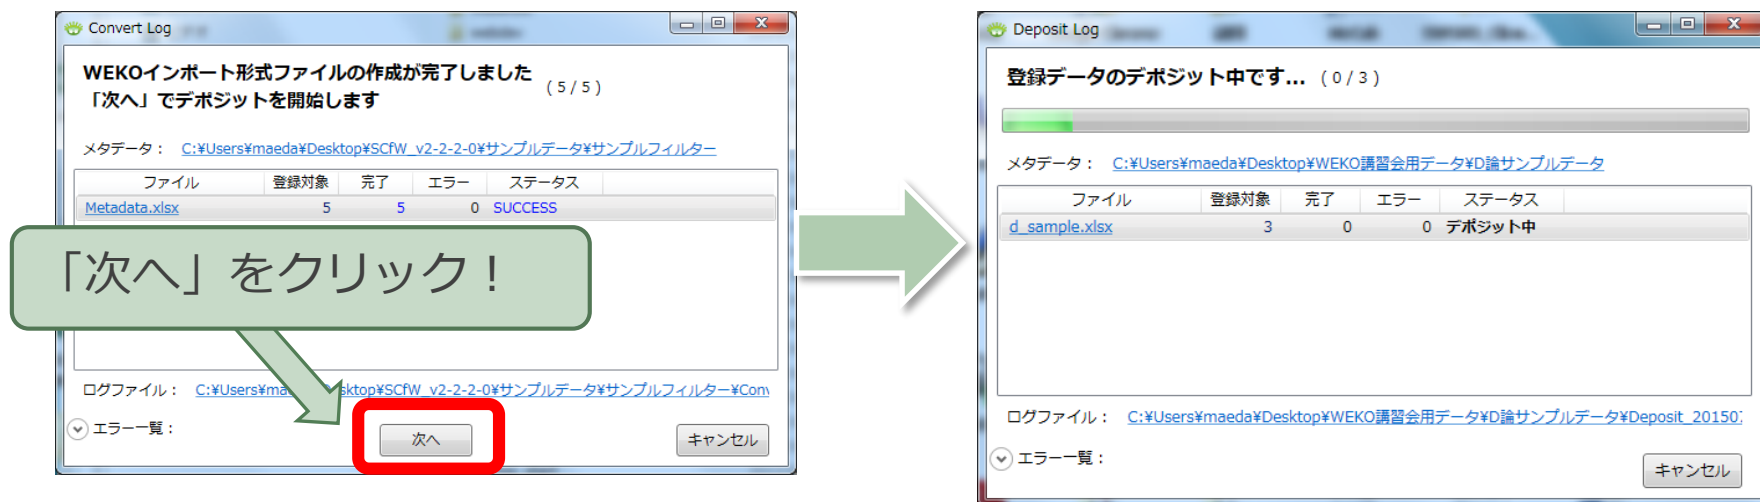 Convert Log
WEKOインポート形式ファイルの作成が完了しました
「次へ」でデポジットを開始します
(5/5)
メタデータ: C:¥Users¥maeda¥Desktop¥SCfW_v2-2-2-0¥サンプルデータ¥サンプルフィルター
ファイル 登録対象 完了 エラー ステータス
Metadata.xlsx 5 5 0 SUCCESS
「次へ」をクリック!
ログファイル: C:¥Users¥ma sktop¥SCfW_v2-2-2-0¥サンプルデータ¥サンプルフィルター¥Conv
エラー一覧:
次へ
キャンセル
Deposit Log
登録データのデポジット中です... (0/3)
メタデータ: C:¥Users¥maeda¥Desktop¥WEKO講習会用データ¥D論サンプルデータ
ファイル 登録対象 完了 エラー ステータス
d_sample.xlsx 3 0 0 デポジット中
ログファイル: C:¥Users¥maeda¥Desktop¥WEKO講習会用データ¥D論サンプルデータ¥Deposit_20150
エラー一覧:
キャンセル